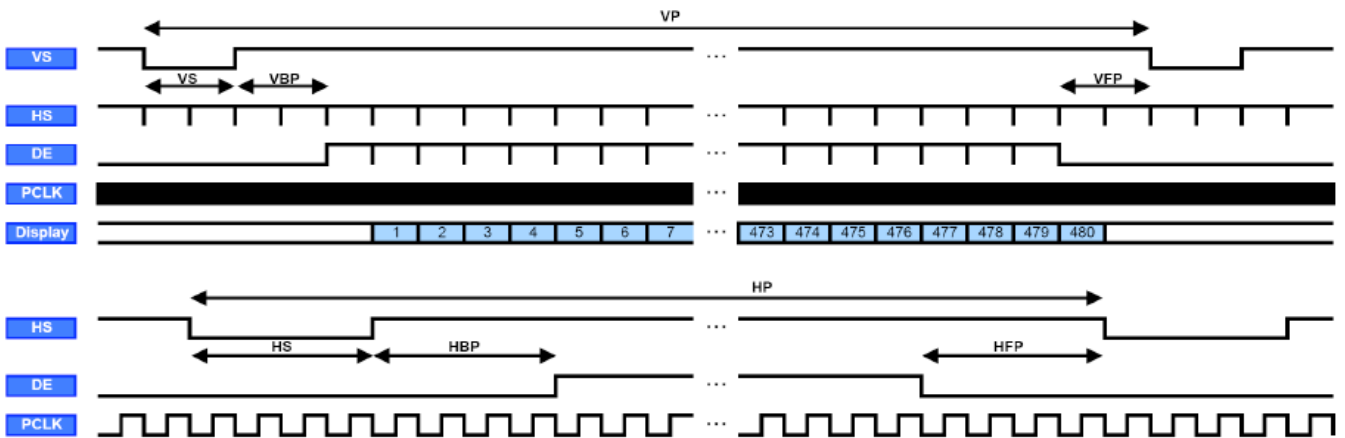 VP
VS
...
VS
VBP
VFP
HS
...
DE
...
PCLK
...
Display
1 2 3 4 5 6 7 ... 473 474 475 476 477 478 479 480
HP
HS
...
HS
HBP
HFP
DE
...
PCLK
...